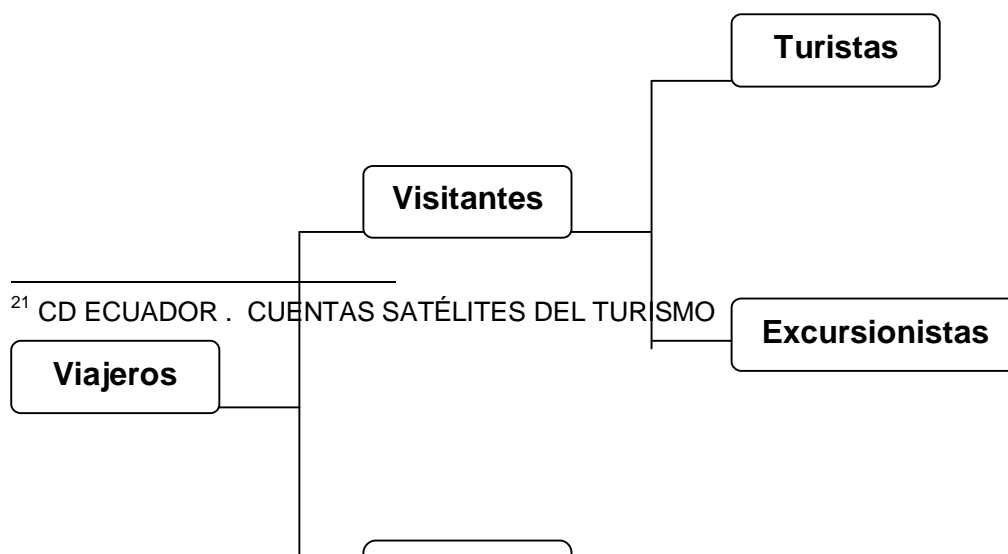 Turistas
Visitantes
21 CD ECUADOR . CUENTAS SATÉLITES DEL TURISMO
Excursionistas
Viajeros